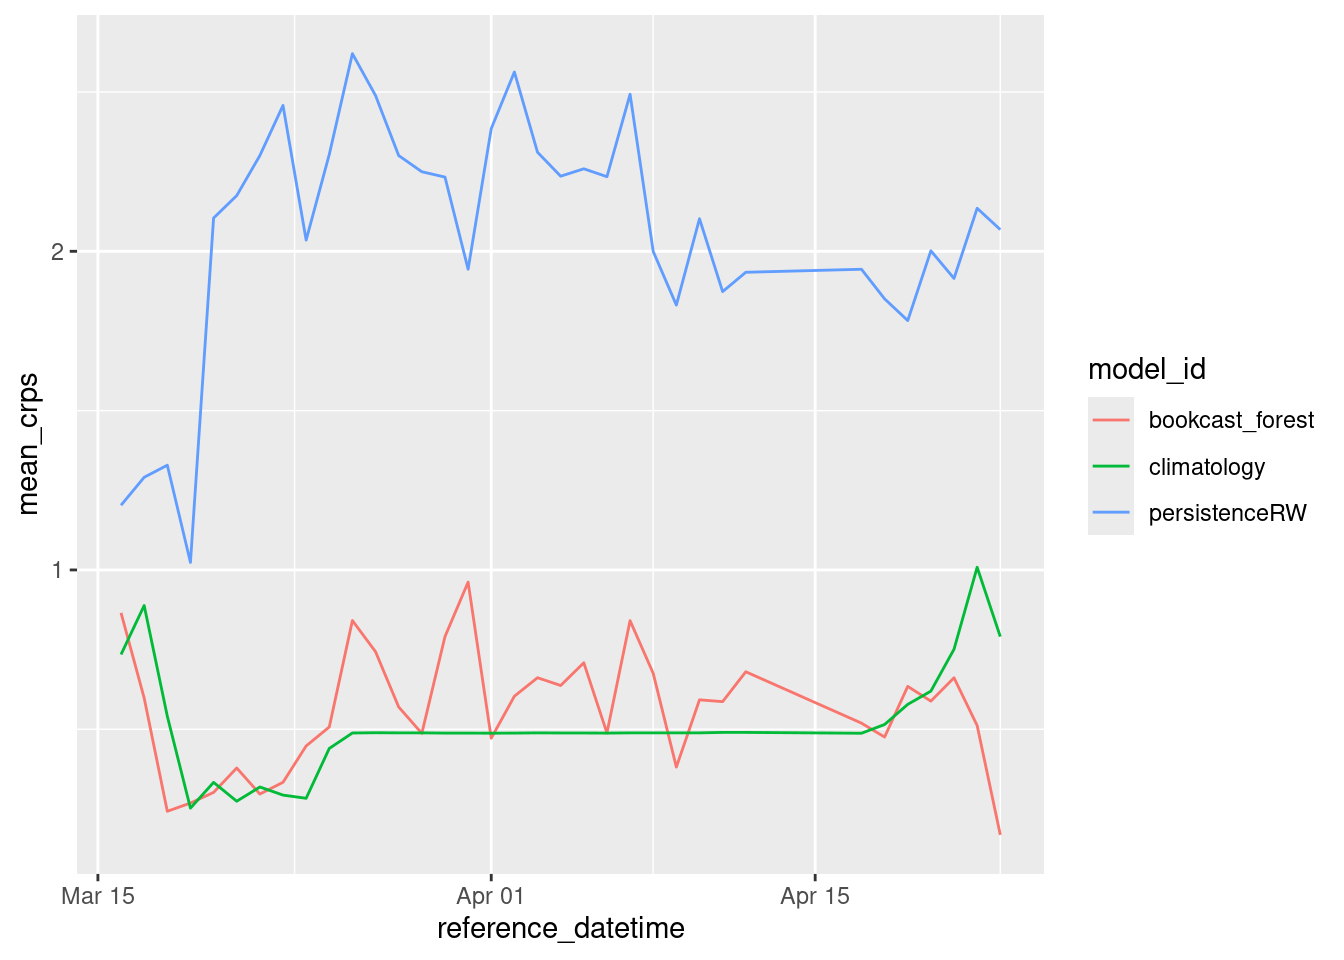 mean_crps
2
1
Mar 15
Apr 01
Apr 15
reference_datetime
model_id
bookcast_forest
climatology
persistenceRW